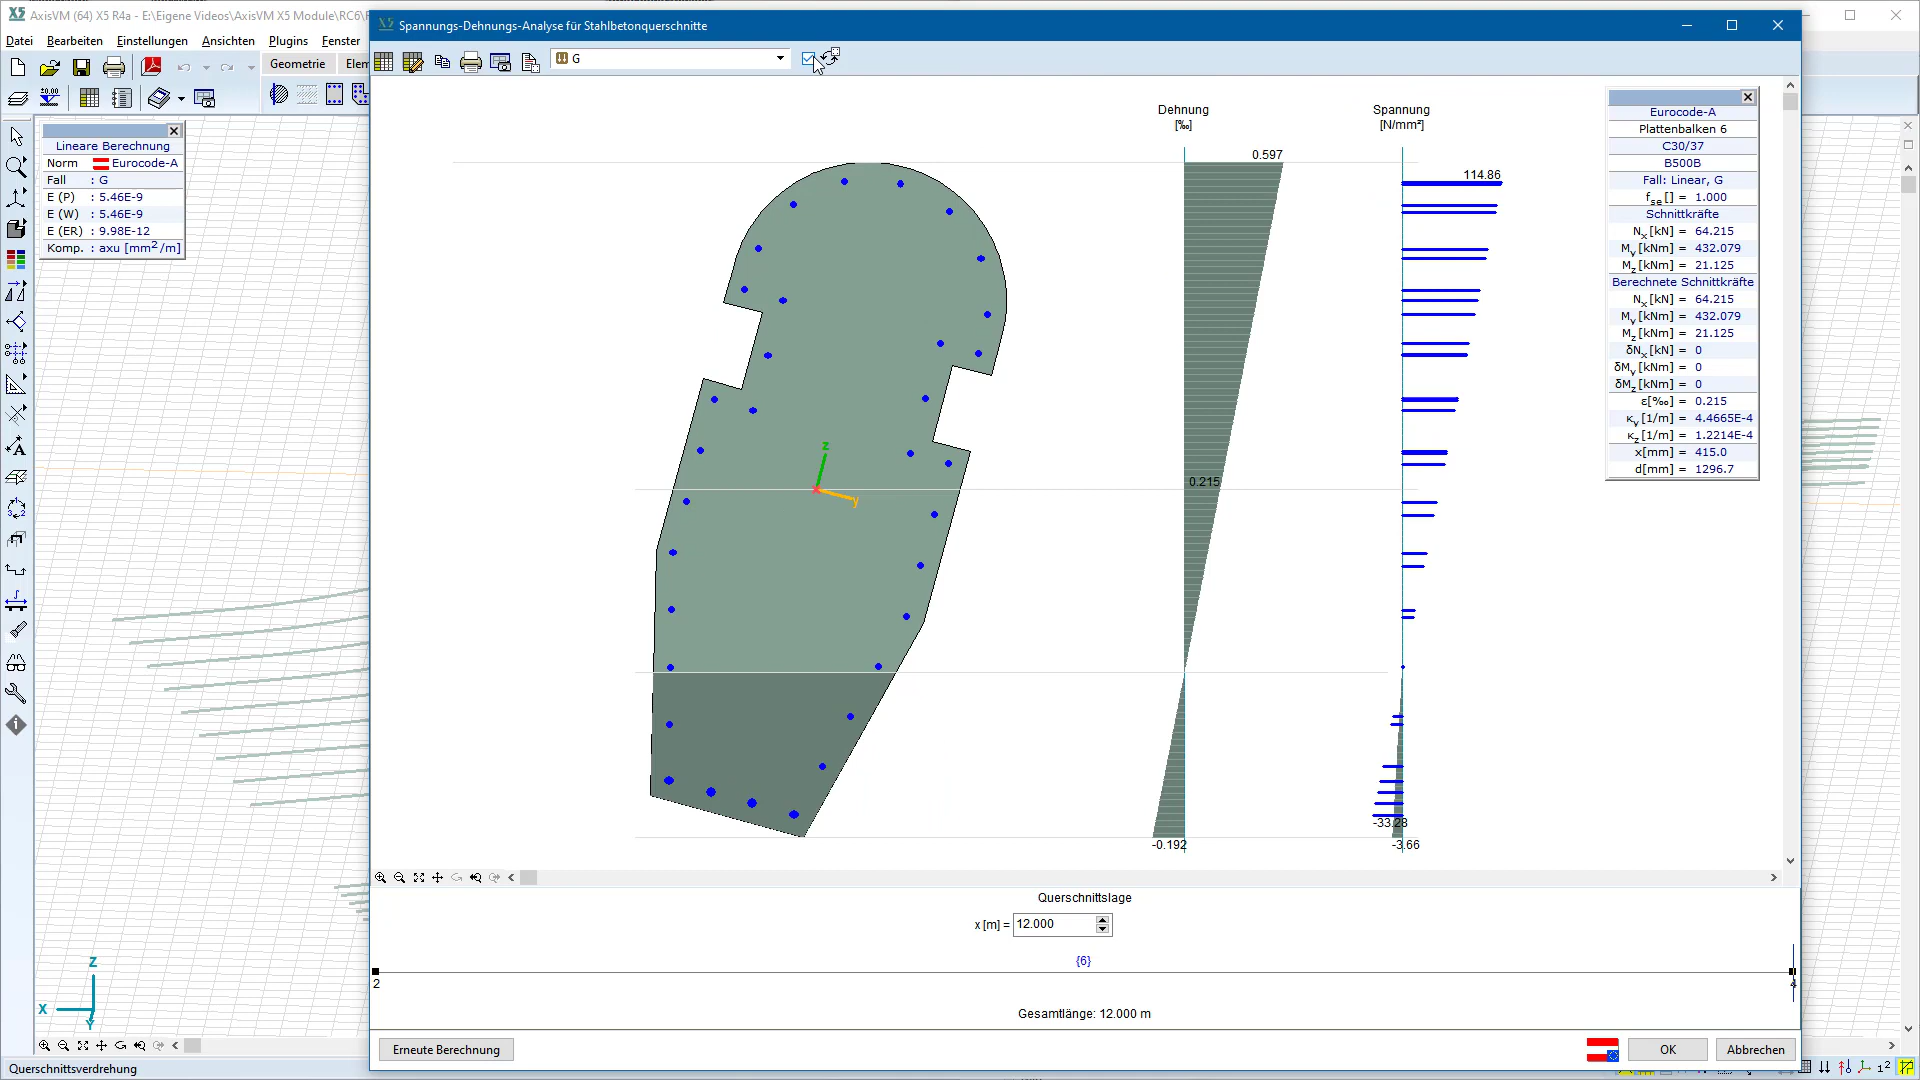 AxisVM (64) X5 R4a - E:\Eigene Videos\AxisVM X5 Module\RC6\F
Spannungs-Dehnungs-Analyse für Stahlbetonquerschnitte
Datei Bearbeiten Einstellungen Ansichten Plugins Fenster
Geometrie Elem
G
Lineare Berechnung
Norm Eurocode-A
Fall : G
E (P) : 5.46E-9
E (W) : 5.46E-9
E (ER) : 9.98E-12
Komp. : axu [mm²/m]
Dehnung
[‰]
Spannung
[N/mm²]
0.597
114.86
0.215
-33.28
-0.192
-3.66
z
y
Eurocode-A
Plattenbalken 6
C30/37
B500B
Fall: Linear, G
fse [] = 1.000
Schnittkräfte
Nx [kN] = 64.215
My [kNm] = 432.079
Mz [kNm] = 21.125
Berechnete Schnittkräfte
Nx [kN] = 64.215
My [kNm] = 432.079
Mz [kNm] = 21.125
δNx [kN] = 0
δMy [kNm] = 0
δMz [kNm] = 0
ε[‰] = 0.215
κy [1/m] = 4.4665E-4
κz [1/m] = 1.2214E-4
x[mm] = 415.0
d[mm] = 1296.7
Querschnittslage
x [m] = 12.000
{6}
2
4
Gesamtlänge: 12.000 m
Z
X
Y
Erneute Berechnung
OK
Abbrechen
Querschnittsverdrehung